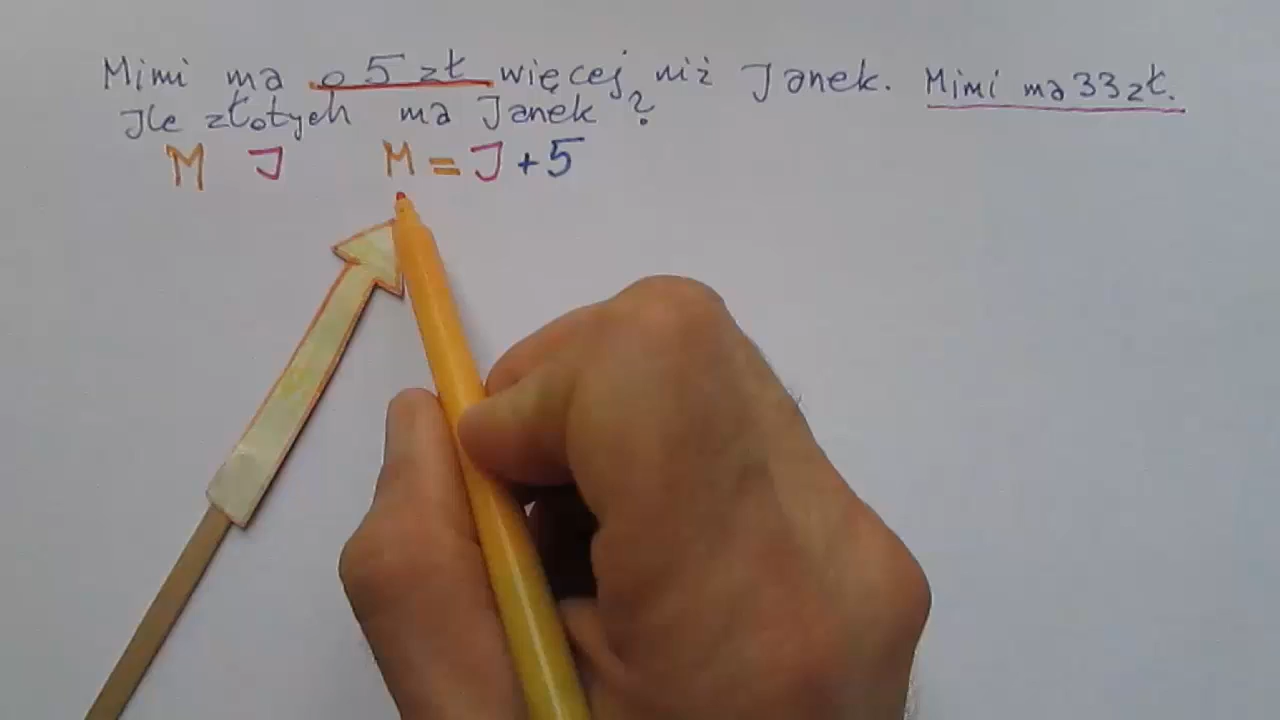 Mimi ma o 5 zł więcej niż Janek. Mimi ma 33 zł.
Ile złotych ma Janek?
M J M = J + 5